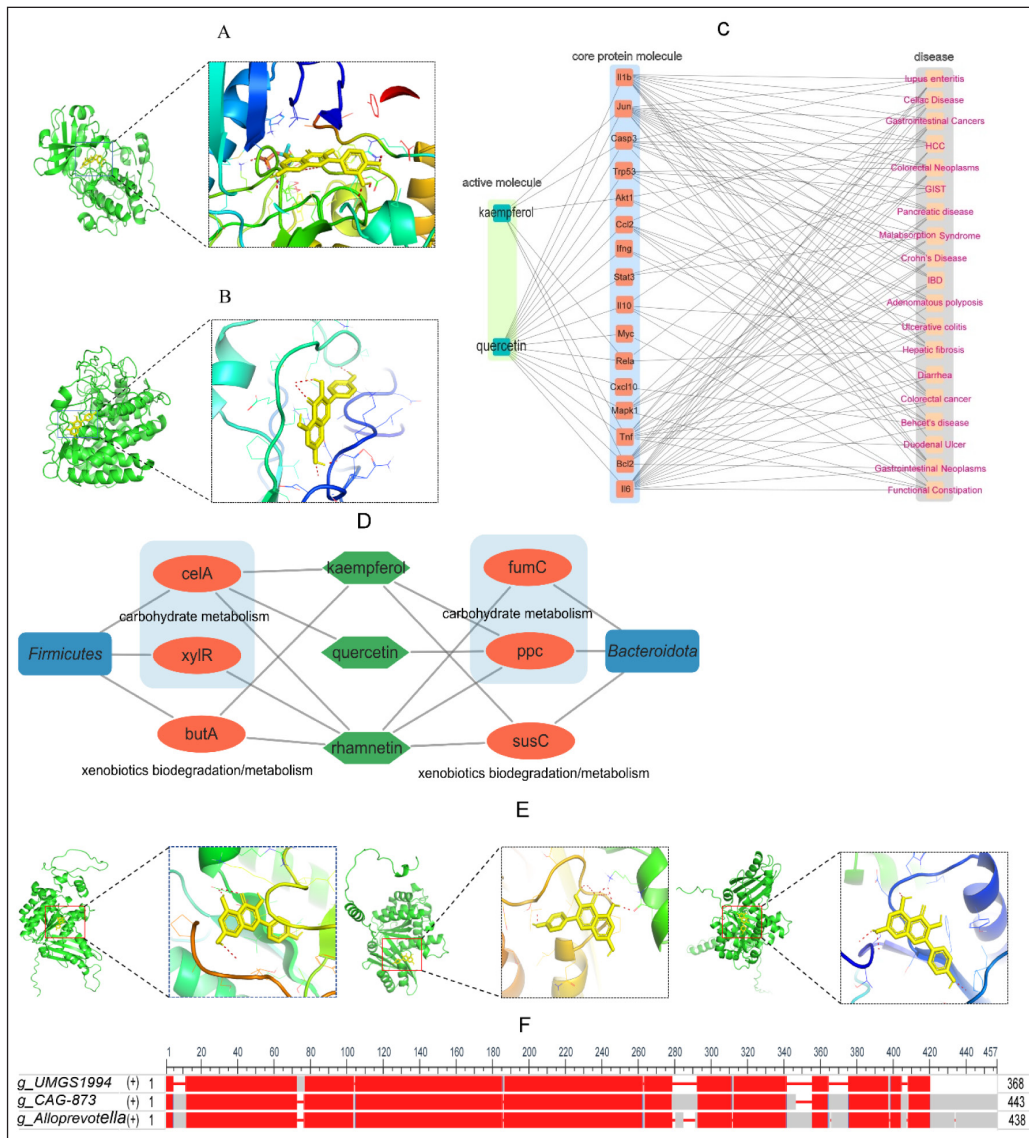 A
C
core protein molecule
disease
Il1b
Jun
Casp3
Trp53
Akt1
Ccl2
Ifng
Stat3
Il10
Myc
Rela
Cxcl10
Mapk1
Tnf
Bcl2
Il6
active molecule
kaempferol
quercetin
lupus enteritis
Celiac Disease
Gastrointestinal Cancers
HCC
Colorectal Neoplasms
GIST
Pancreatic disease
Malabsorption Syndrome
Crohn's Disease
IBD
Adenomatous polyposis
Ulcerative colitis
Hepatic fibrosis
Diarrhea
Colorectal cancer
Behcet's disease
Duodenal Ulcer
Gastrointestinal Neoplasms
Functional Constipation
B
D
celA
kaempferol
fumC
carbohydrate metabolism
carbohydrate metabolism
Firmicutes
xylR
quercetin
ppc
Bacteroidota
butA
rhamnetin
susC
xenobiotics biodegradation/metabolism
xenobiotics biodegradation/metabolism
E
F
1 20 40 60 80 100 120 140 160 180 200 220 240 260 280 300 320 340 360 380 400 420 440 457
g_UMGS1994 (+) 1 368
g_CAG-873 (+) 1 443
g_Alloprevotella (+) 1 438